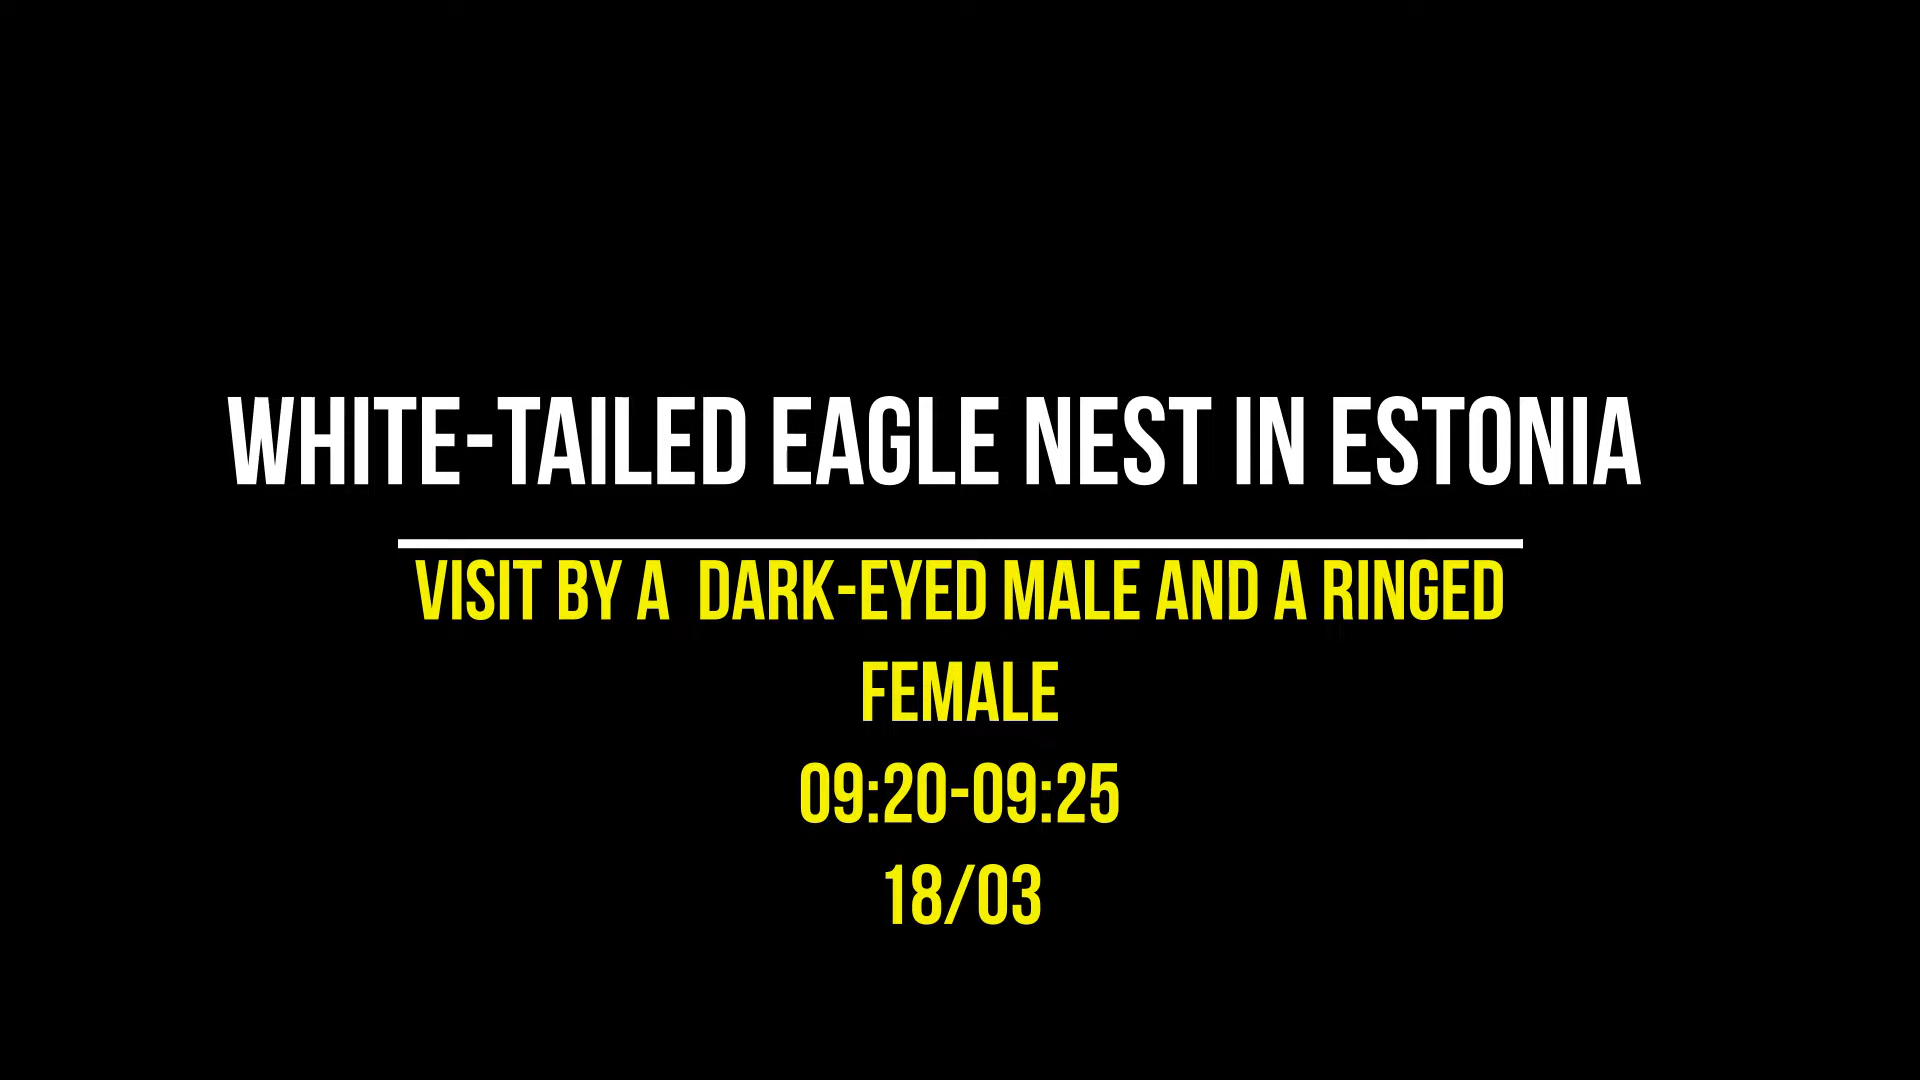 WHITE-TAILED EAGLE NEST IN ESTONIA
VISIT BY A  DARK-EYED MALE AND A RINGED
FEMALE
09:20-09:25
18/03